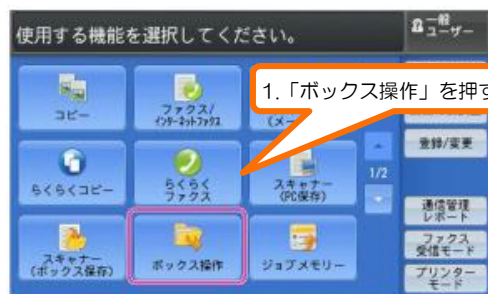 使用する機能を選択してください。
一般
ユーザー
コピー
ファクス/
インターネットファクス
(メー
1.「ボックス操作」を押す
登録/変更
1/2
らくらくコピー
らくらく
ファクス
スキャナー
(PC保存)
通信管理
レポート
スキャナー
(ボックス保存)
ボックス操作
ジョブメモリー
ファクス
受信モード
プリンター
モード